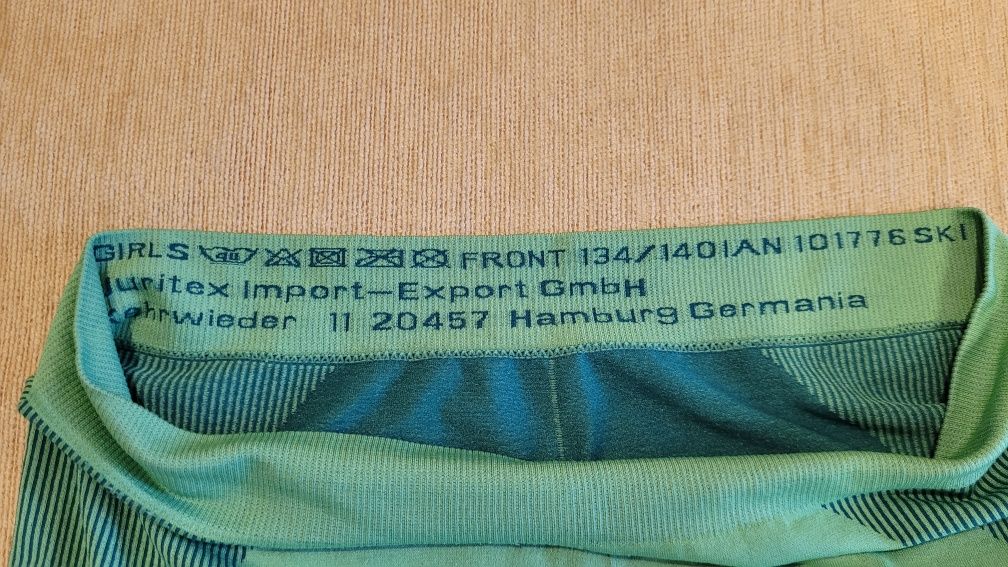 GIRLS FRONT 134/140 IAN 101776 SKI
Import-Export GmbH
11 20457 Hamburg Germania